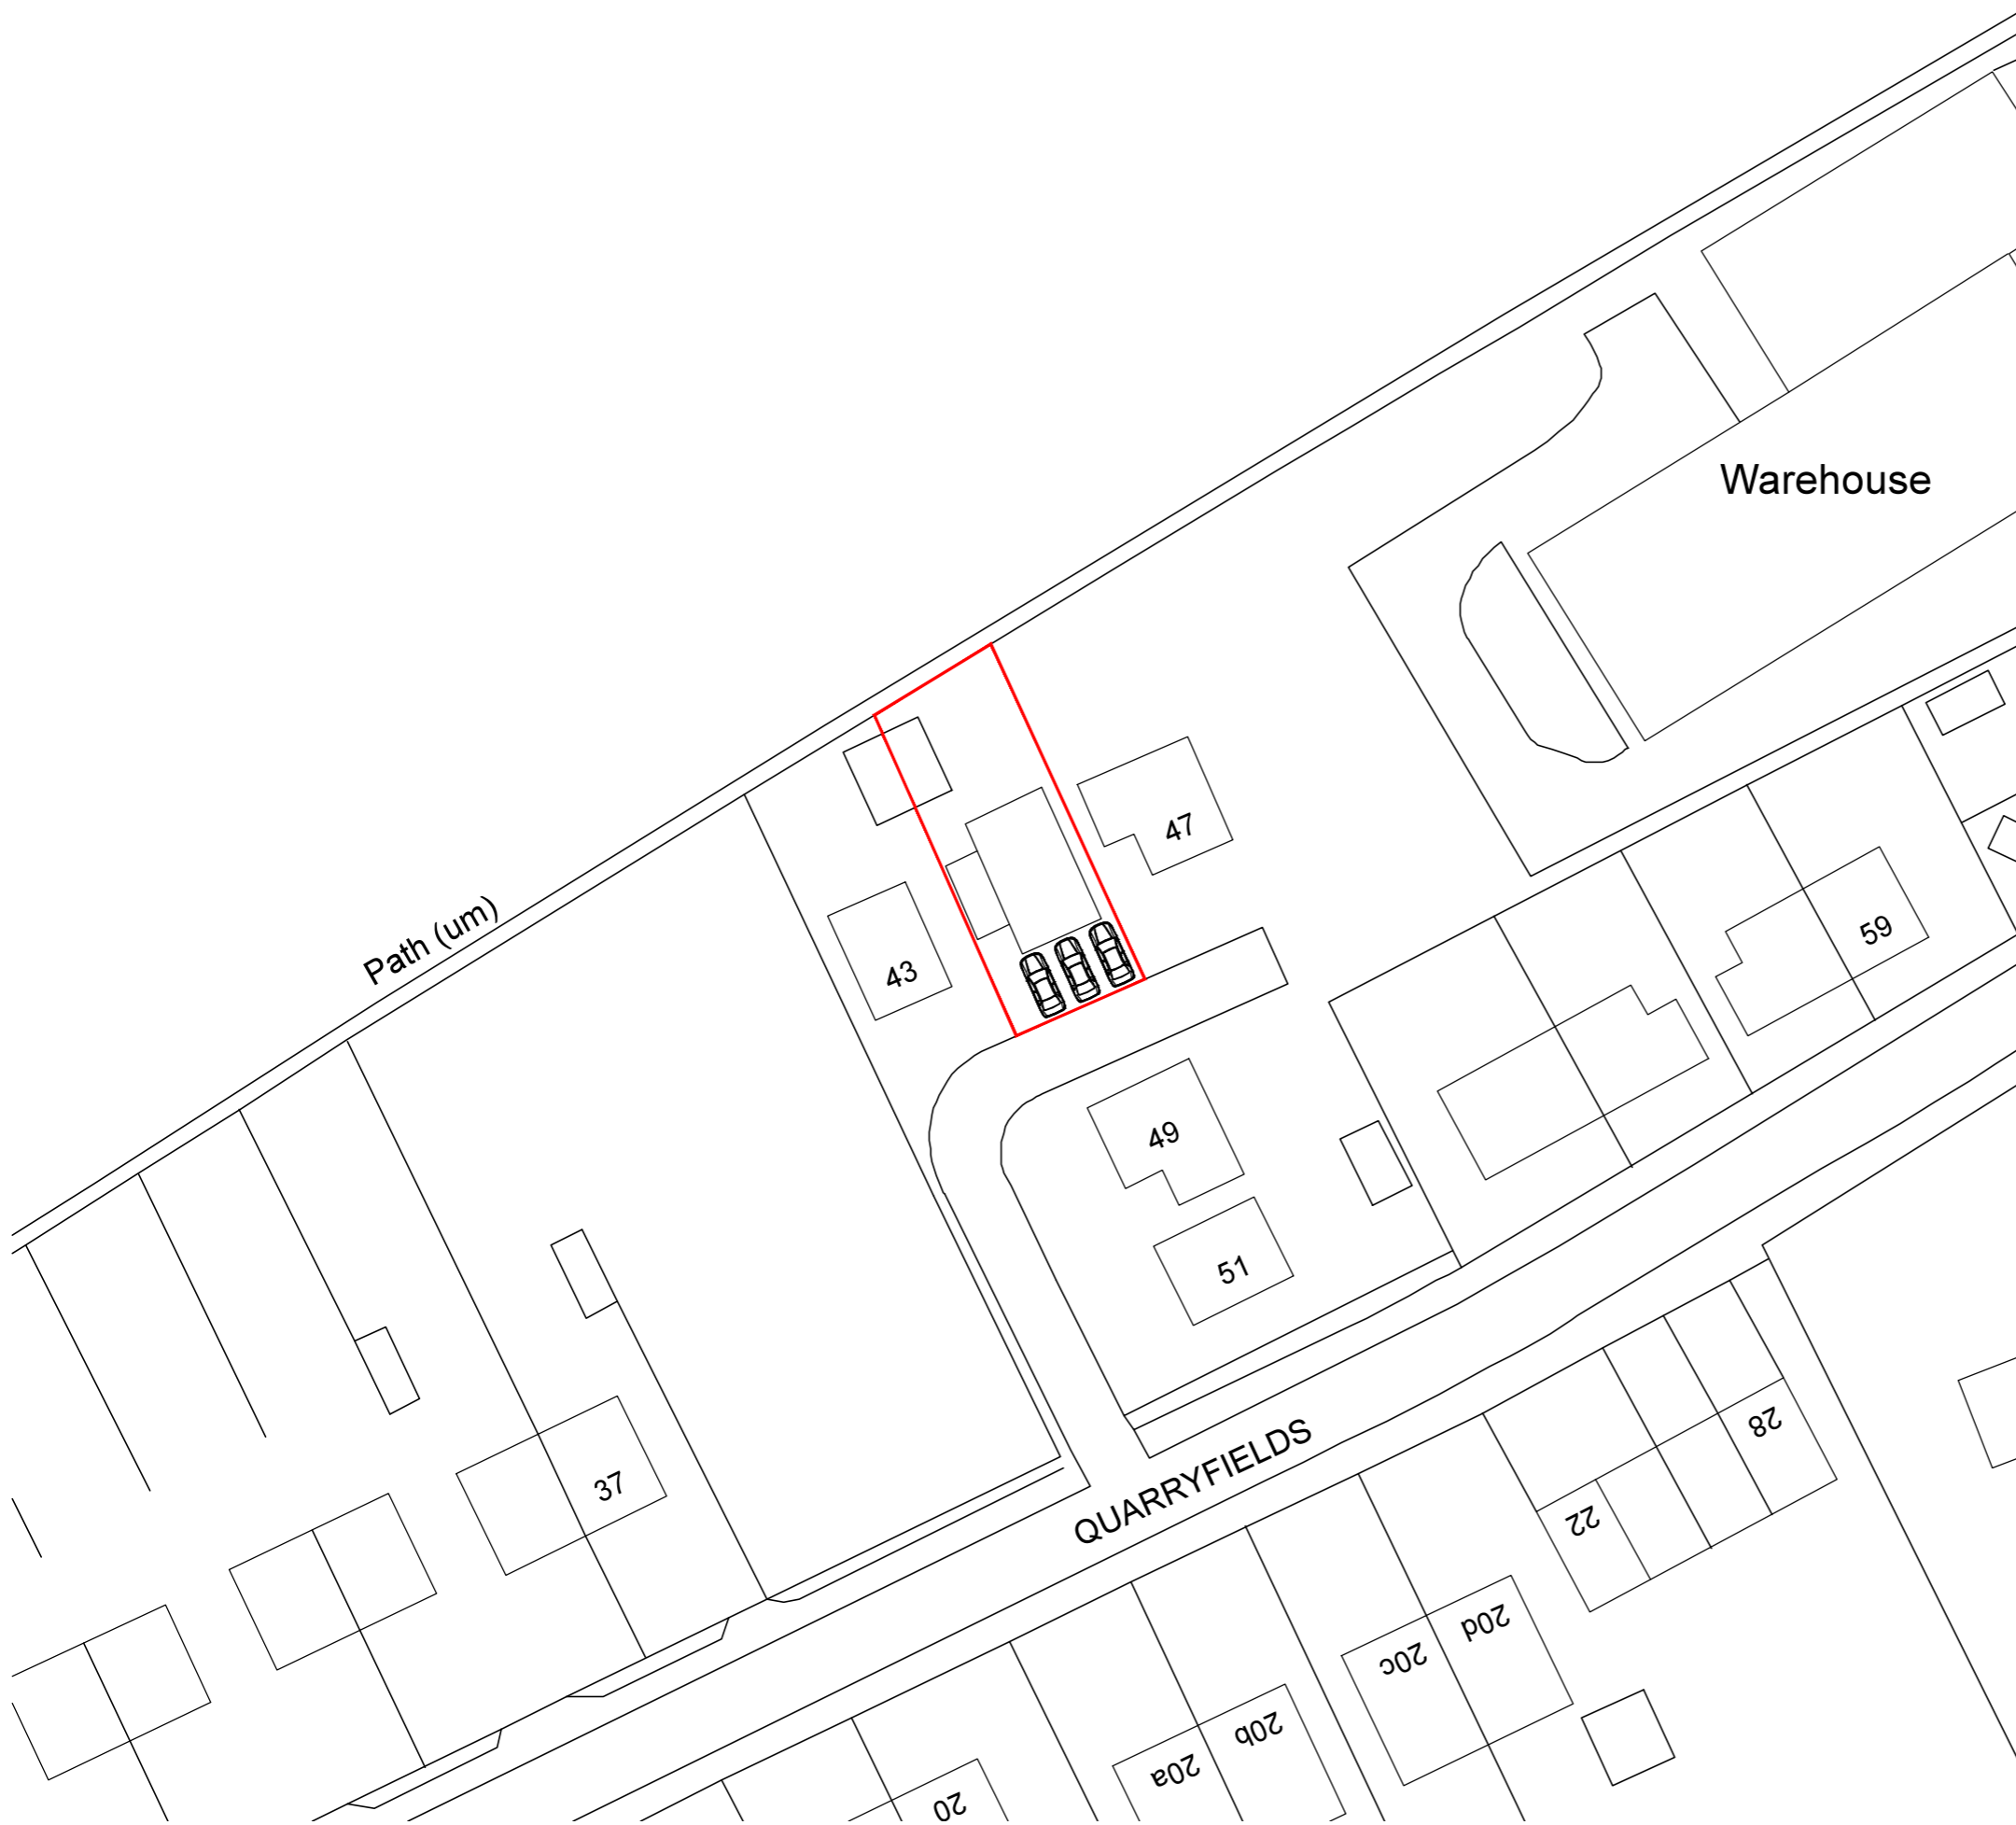 Warehouse
47
Path (um)
59
43
49
51
QUARRYFIELDS
28
37
22
20d
20c
20b
20a
20